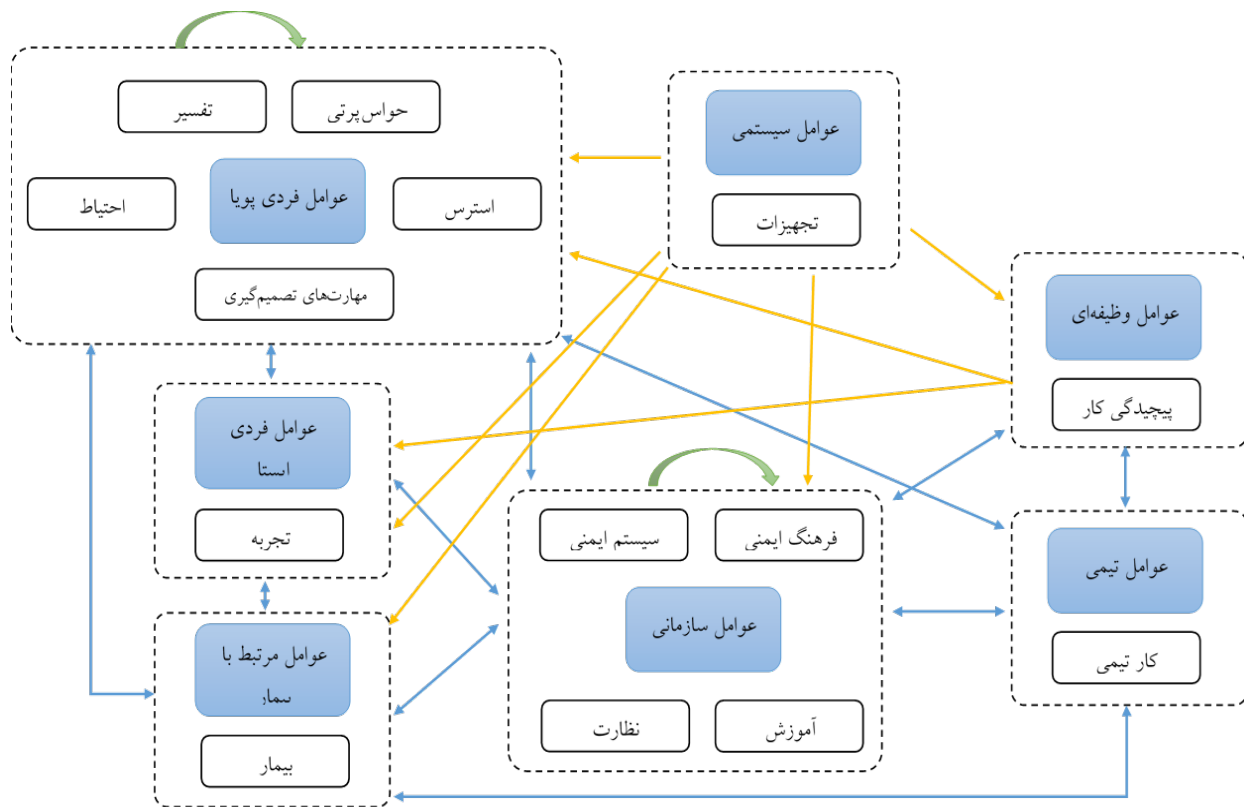 تفسیر
حواس‌پرتی
احتیاط
عوامل فردی پویا
استرس
مهارت‌های تصمیم‌گیری
عوامل سیستمی
تجهیزات
عوامل وظیفه‌ای
پیچیدگی کار
عوامل فردی
ایستا
تجربه
سیستم ایمنی
فرهنگ ایمنی
عوامل سازمانی
نظارت
آموزش
عوامل تیمی
کار تیمی
عوامل مرتبط با
بیمار
بیمار